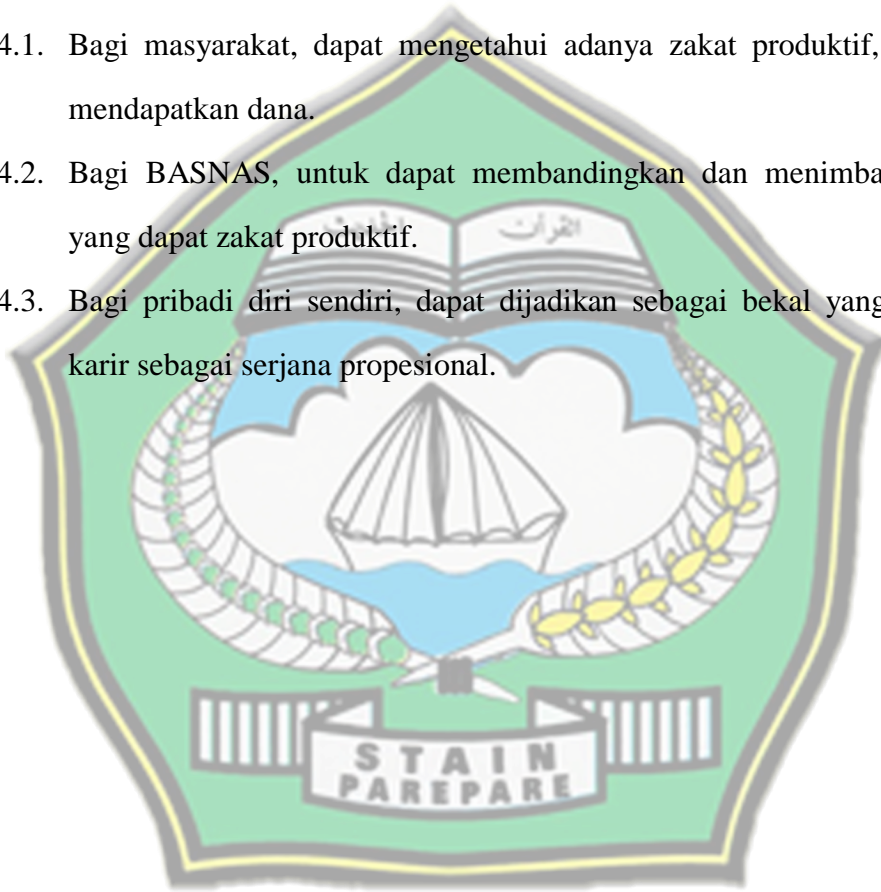 4.1. Bagi masyarakat, dapat mengetahui adanya zakat produktif,
mendapatkan dana.
4.2. Bagi BASNAS, untuk dapat membandingkan dan menimba
yang dapat zakat produktif.
القرآن
4.3. Bagi pribadi diri sendiri, dapat dijadikan sebagai bekal yang
karir sebagai serjana propesional.
STAIN
PAREPARE